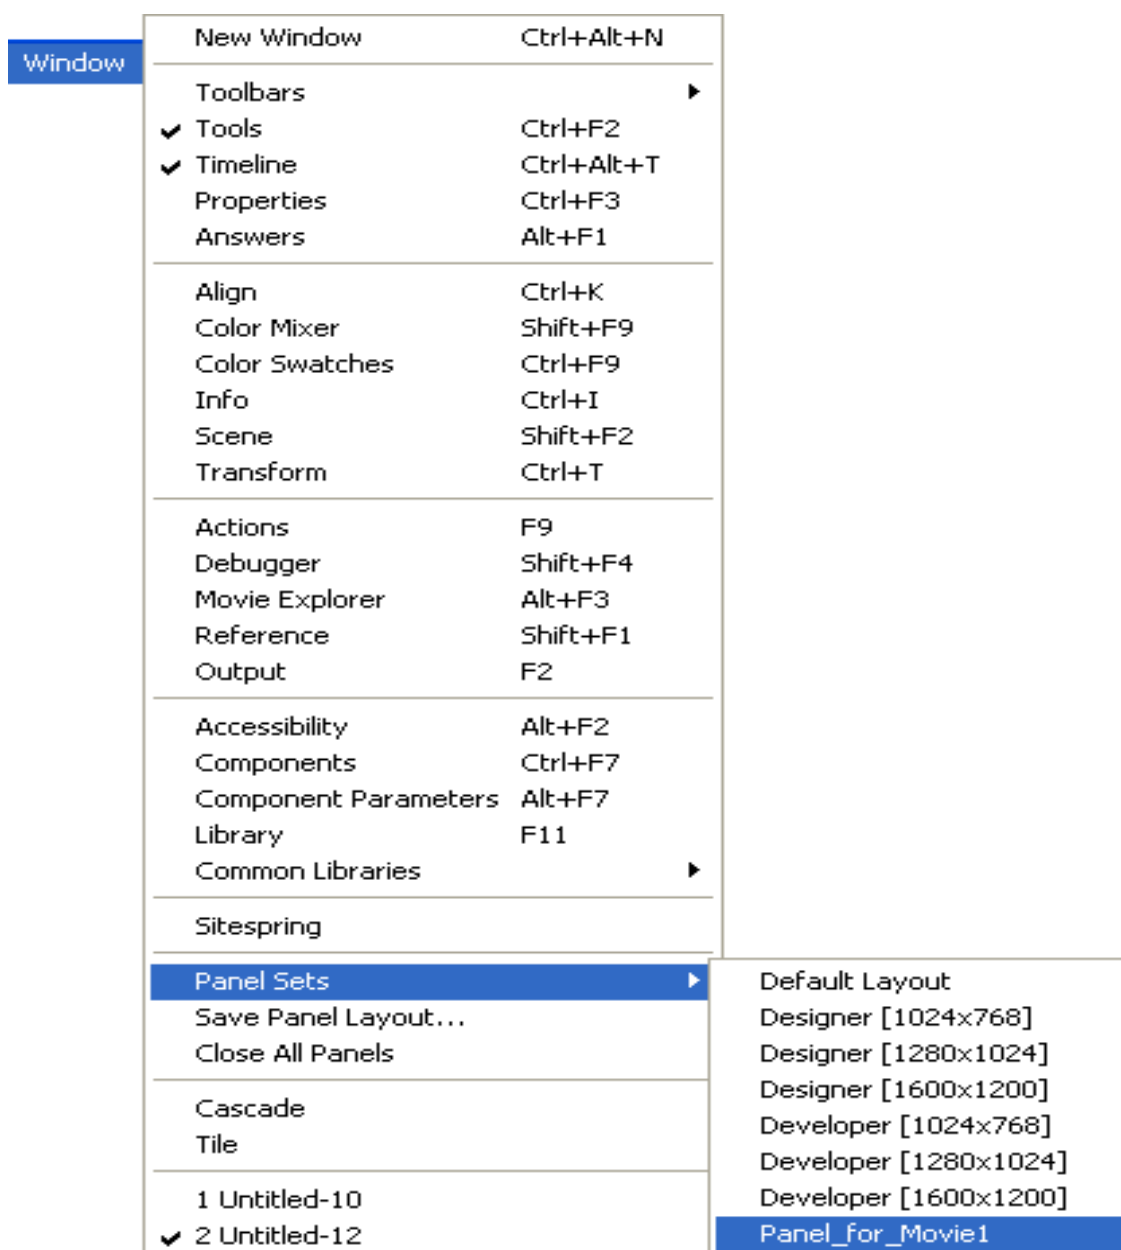 Window
New Window Ctrl+Alt+N
Toolbars
Tools Ctrl+F2
Timeline Ctrl+Alt+T
Properties Ctrl+F3
Answers Alt+F1
Align Ctrl+K
Color Mixer Shift+F9
Color Swatches Ctrl+F9
Info Ctrl+I
Scene Shift+F2
Transform Ctrl+T
Actions F9
Debugger Shift+F4
Movie Explorer Alt+F3
Reference Shift+F1
Output F2
Accessibility Alt+F2
Components Ctrl+F7
Component Parameters Alt+F7
Library F11
Common Libraries
Sitespring
Panel Sets
Save Panel Layout...
Close All Panels
Cascade
Tile
1 Untitled-10
2 Untitled-12
Default Layout
Designer [1024x768]
Designer [1280x1024]
Designer [1600x1200]
Developer [1024x768]
Developer [1280x1024]
Developer [1600x1200]
Panel_for_Movie1